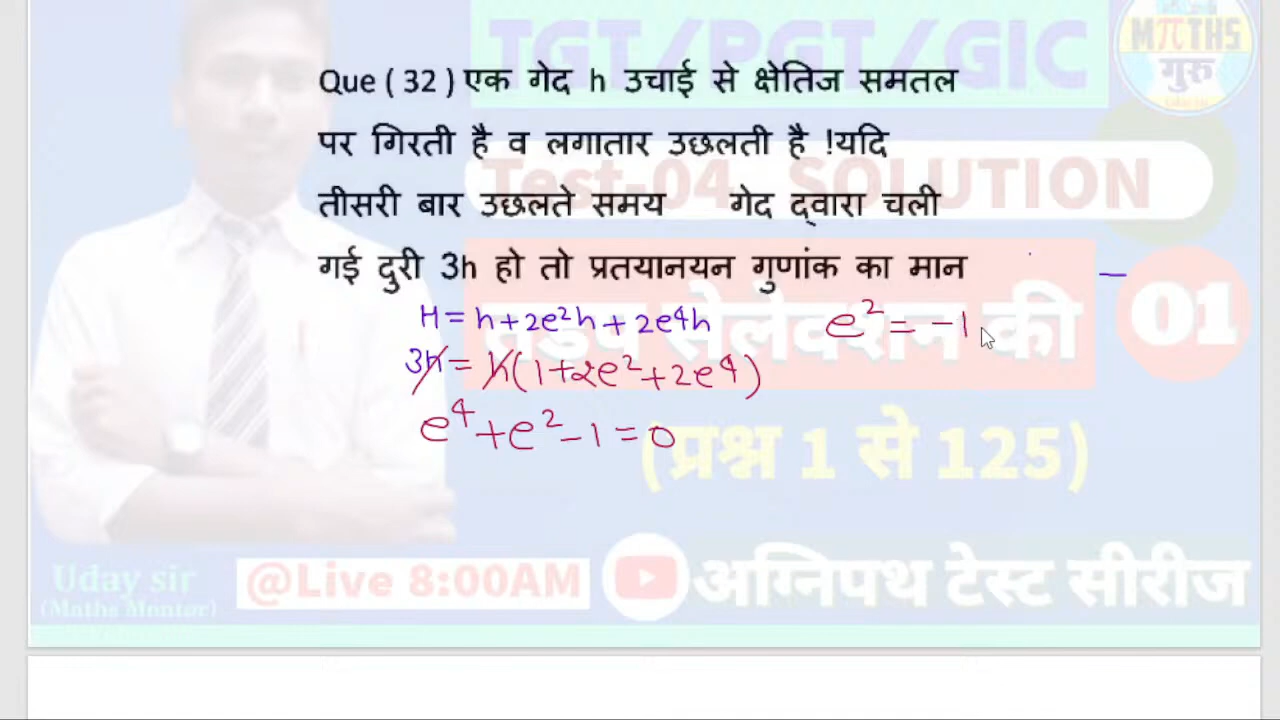 TGT/PGT/GIC
MπTHS
गुरु
Que ( 32 ) एक गेद h उचाई से क्षेतिज समतल
पर गिरती है व लगातार उछलती है !यदि
Test-04 SOLUTION
तीसरी बार उछलते समय गेद द्वारा चली
गई दुरी 3h हो तो प्रतयानयन गुणांक का मान
H = h + 2e²h + 2e⁴h
e² = -1
सेलेक्शन की
01
3h = h(1+2e²+2e⁴)
e⁴+e²-1=0
(प्रश्न 1 से 125)
Uday sir
(Maths Mentor)
@Live 8:00AM
अग्निपथ टेस्ट सीरीज